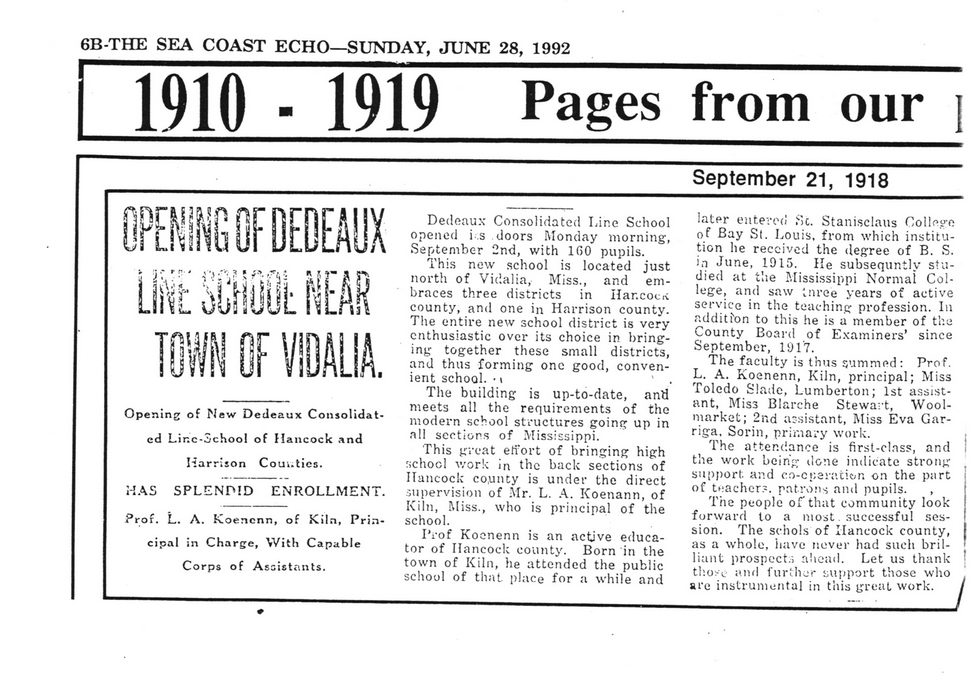 6B-THE SEA COAST ECHO—SUNDAY, JUNE 28, 1992
1910 - 1919 Pages from our
September 21, 1918
OPENING OF DEDEAUX
LINE SCHOOL NEAR
TOWN OF VIDALIA.
Opening of New Dedeaux Consolidat-
ed Line-School of Hancock and
Harrison Counties.
HAS SPLENDID ENROLLMENT.
Prof. L. A. Koenenn, of Kiln, Prin-
cipal in Charge, With Capable
Corps of Assistants.
Dedeaux Consolidated Line School
opened its doors Monday morning,
September 2nd, with 160 pupils.
This new school is located just
north of Vidalia, Miss., and em-
braces three districts in Hancock
county, and one in Harrison county.
The entire new school district is very
enthusiastic over its choice in bring-
ing together these small districts,
and thus forming one good, conven-
ient school.
The building is up-to-date, and
meets all the requirements of the
modern school structures going up in
all sections of Mississippi.
This great effort of bringing high
school work in the back sections of
Hancock county is under the direct
supervision of Mr. L. A. Koenann, of
Kiln, Miss., who is principal of the
school.
Prof Koenenn is an active educa-
tor of Hancock county. Born in the
town of Kiln, he attended the public
school of that place for a while and
later entered St. Stanisclaus College
of Bay St. Louis, from which institu-
tion he received the degree of B. S.
in June, 1915. He subsequntly stu-
died at the Mississippi Normal Col-
lege, and saw three years of active
service in the teaching profession. In
addition to this he is a member of the
County Board of Examiners' since
September, 1917.
The faculty is thus summed: Prof.
L. A. Koenenn, Kiln, principal; Miss
Toledo Slade, Lumberton; 1st assist-
ant, Miss Blarche Stewart, Wool-
market; 2nd assistant, Miss Eva Gar-
riga, Sorin, primary work.
The attendance is first-class, and
the work being done indicate strong
support and co-operation on the part
of teachers, patrons and pupils.
The people of that community look
forward to a most successful ses-
sion. The schols of Hancock county,
as a whole, have never had such bril-
liant prospects ahead. Let us thank
those and further support those who
are instrumental in this great work.